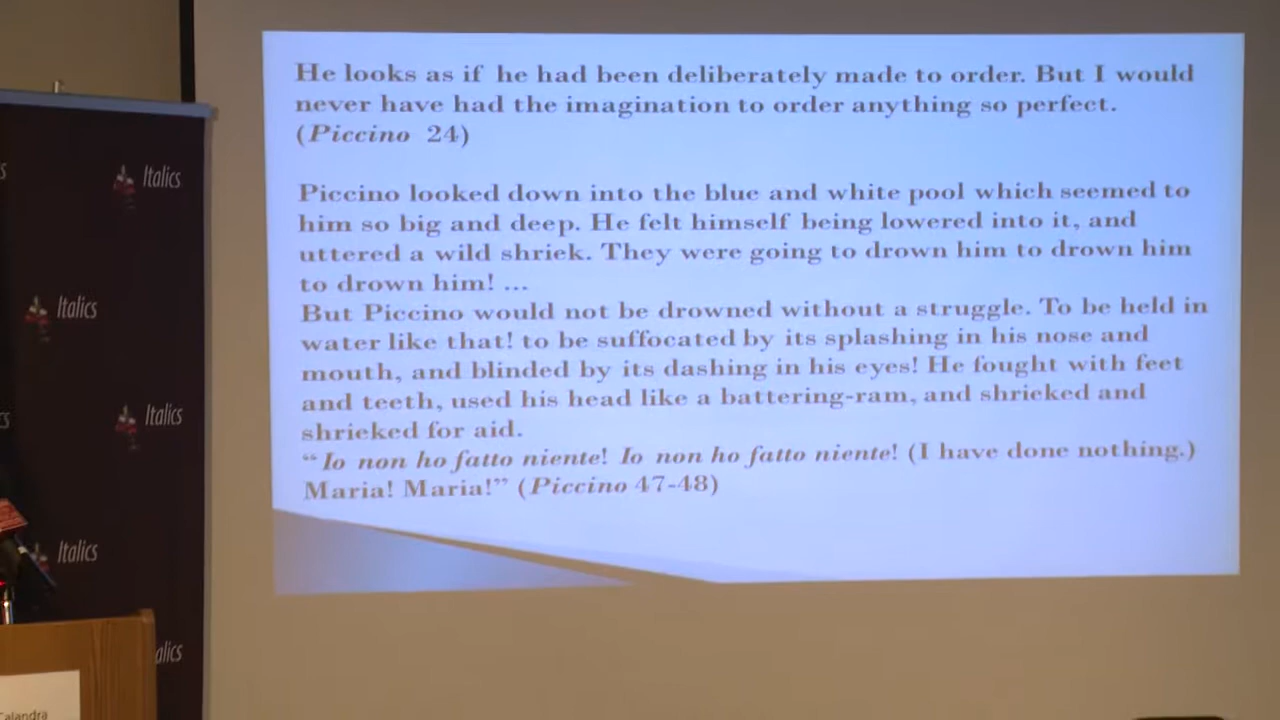 He looks as if he had been deliberately made to order. But I would
never have had the imagination to order anything so perfect.
(Piccino 24)
Piccino looked down into the blue and white pool which seemed to
him so big and deep. He felt himself being lowered into it, and
uttered a wild shriek. They were going to drown him to drown him
to drown him! ...
But Piccino would not be drowned without a struggle. To be held in
water like that! to be suffocated by its splashing in his nose and
mouth, and blinded by its dashing in his eyes! He fought with feet
and teeth, used his head like a battering-ram, and shrieked and
shrieked for aid.
“Io non ho fatto niente! Io non ho fatto niente! (I have done nothing.)
Maria! Maria!” (Piccino 47-48)
Italics
Italics
Italics
Italics
alics
Calandra